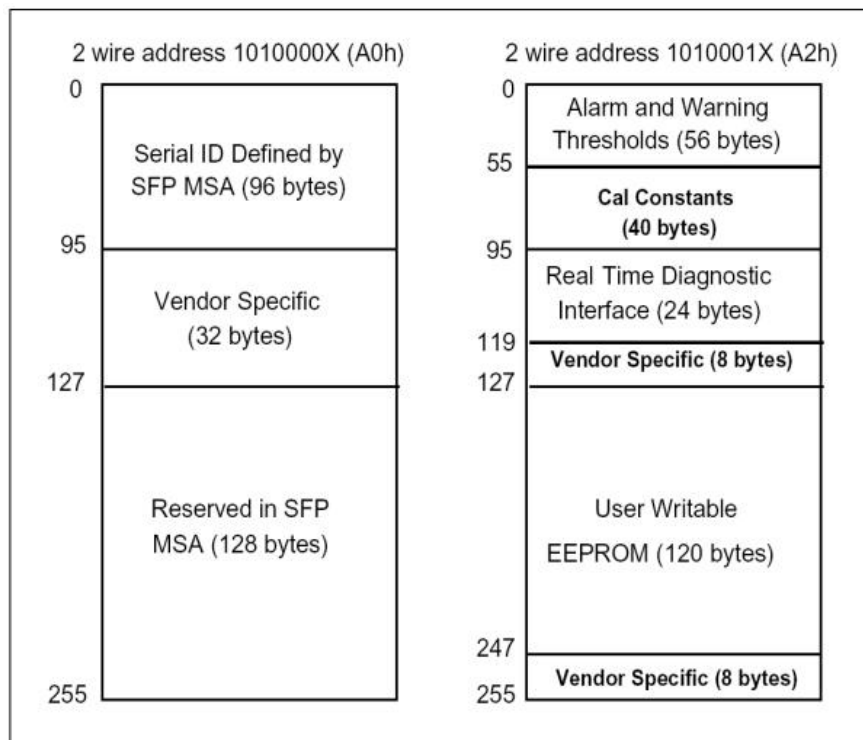 2 wire address 1010000X (A0h)
0
Serial ID Defined by
SFP MSA (96 bytes)
95
Vendor Specific
(32 bytes)
127
Reserved in SFP
MSA (128 bytes)
255
2 wire address 1010001X (A2h)
0
Alarm and Warning
Thresholds (56 bytes)
55
Cal Constants
(40 bytes)
95
Real Time Diagnostic
Interface (24 bytes)
119
Vendor Specific (8 bytes)
127
User Writable
EEPROM (120 bytes)
247
Vendor Specific (8 bytes)
255